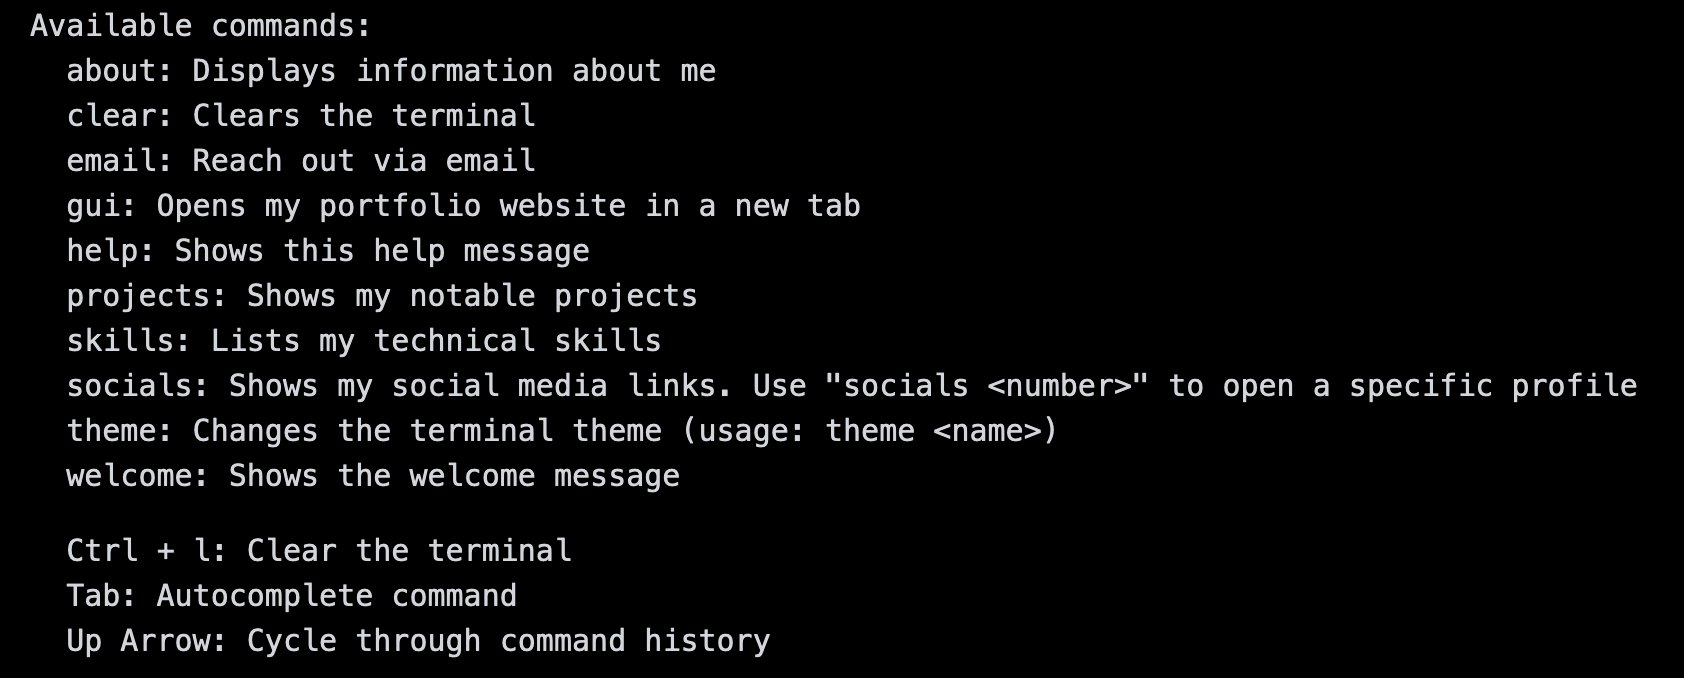 Available commands:
about: Displays information about me
clear: Clears the terminal
email: Reach out via email
gui: Opens my portfolio website in a new tab
help: Shows this help message
projects: Shows my notable projects
skills: Lists my technical skills
socials: Shows my social media links. Use "socials <number>" to open a specific profile
theme: Changes the terminal theme (usage: theme <name>)
welcome: Shows the welcome message
Ctrl + l: Clear the terminal
Tab: Autocomplete command
Up Arrow: Cycle through command history